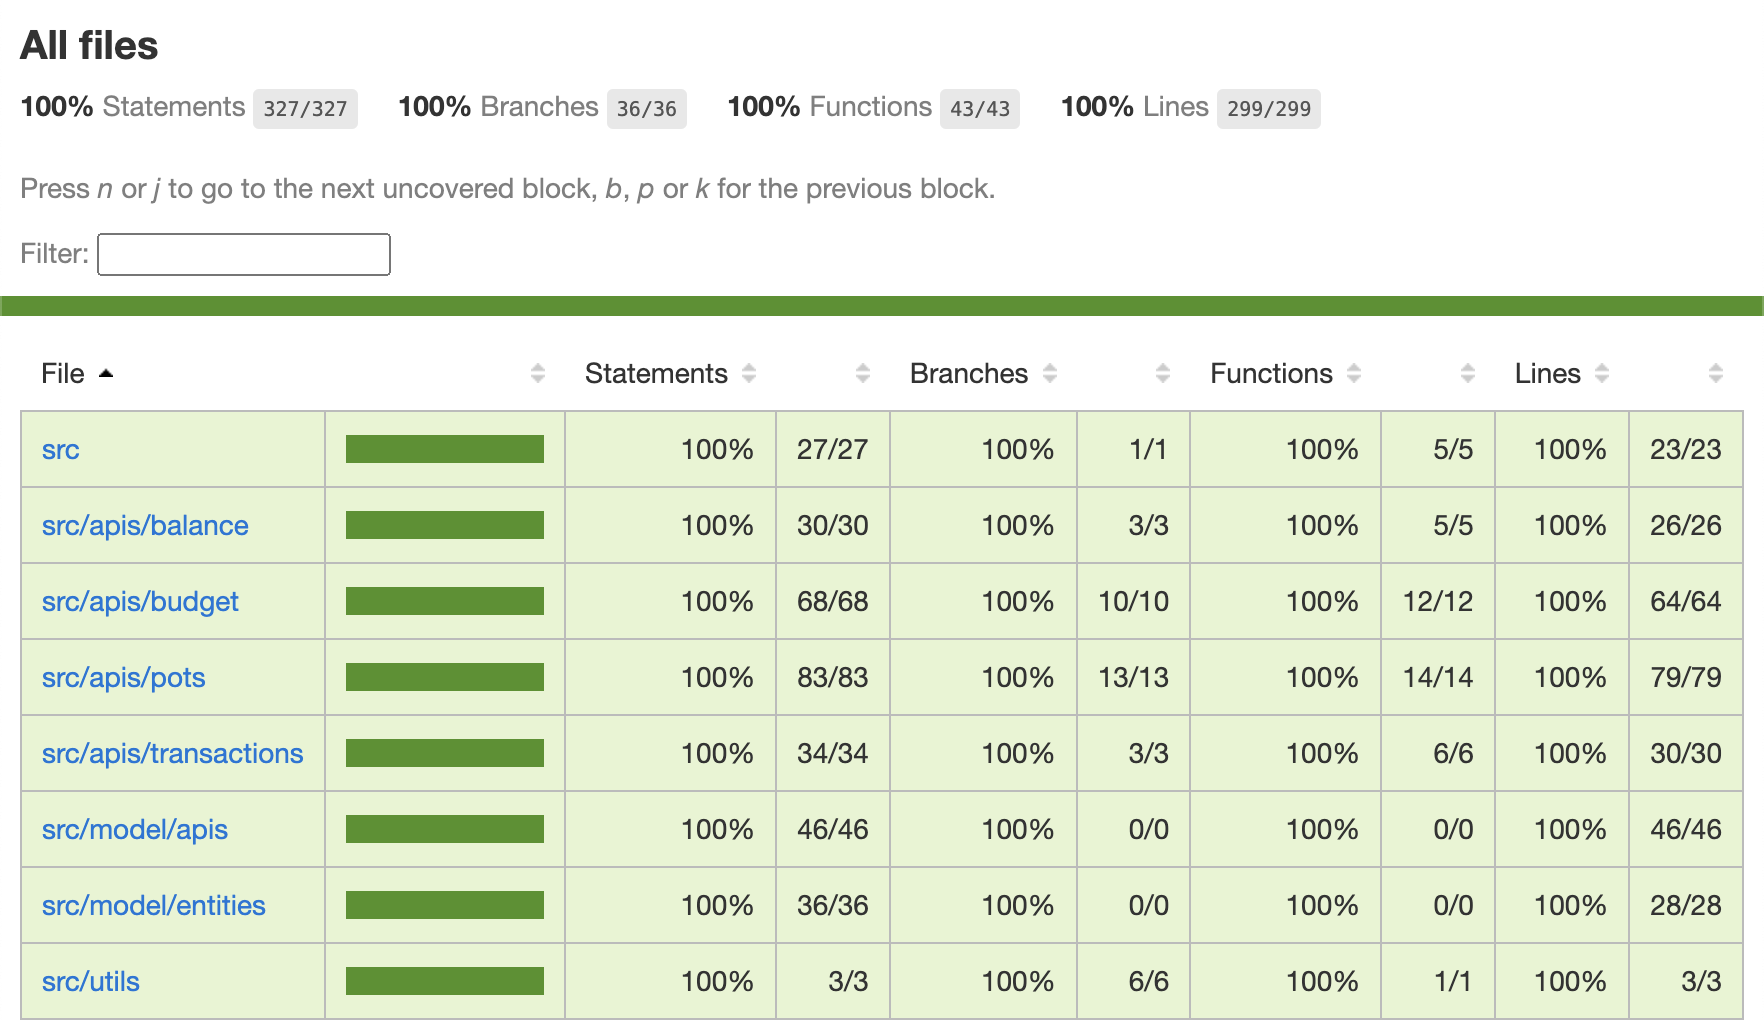 All files
100% Statements 327/327 100% Branches 36/36 100% Functions 43/43 100% Lines 299/299
Press n or j to go to the next uncovered block, b, p or k for the previous block.
Filter:
File Statements Branches Functions Lines
src 100% 27/27 100% 1/1 100% 5/5 100% 23/23
src/apis/balance 100% 30/30 100% 3/3 100% 5/5 100% 26/26
src/apis/budget 100% 68/68 100% 10/10 100% 12/12 100% 64/64
src/apis/pots 100% 83/83 100% 13/13 100% 14/14 100% 79/79
src/apis/transactions 100% 34/34 100% 3/3 100% 6/6 100% 30/30
src/model/apis 100% 46/46 100% 0/0 100% 0/0 100% 46/46
src/model/entities 100% 36/36 100% 0/0 100% 0/0 100% 28/28
src/utils 100% 3/3 100% 6/6 100% 1/1 100% 3/3